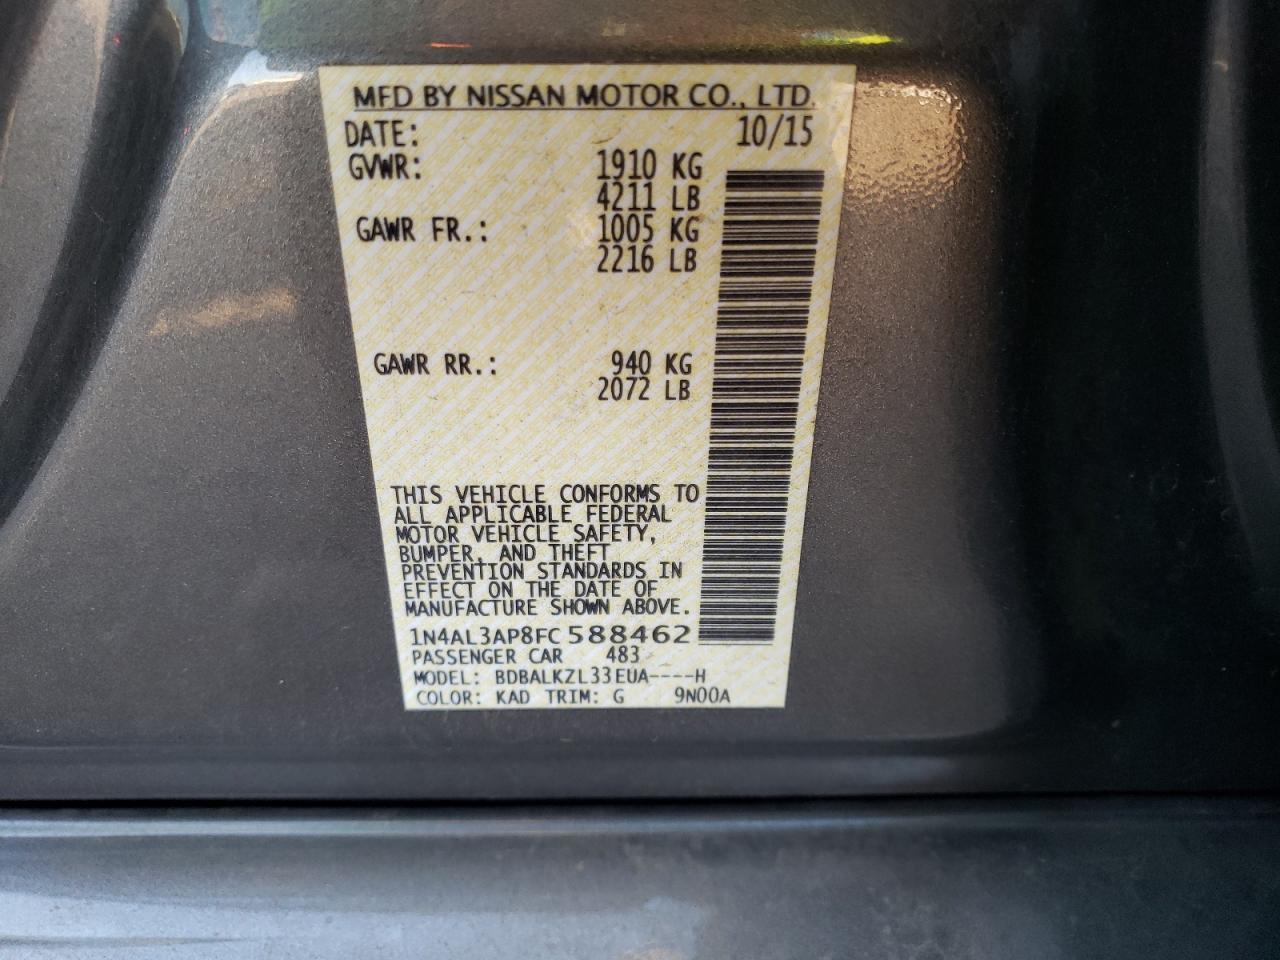 MFD BY NISSAN MOTOR CO., LTD.
DATE: 10/15
GVWR: 1910 KG
4211 LB
GAWR FR.: 1005 KG
2216 LB
GAWR RR.: 940 KG
2072 LB
THIS VEHICLE CONFORMS TO
ALL APPLICABLE FEDERAL
MOTOR VEHICLE SAFETY,
BUMPER, AND THEFT
PREVENTION STANDARDS IN
EFFECT ON THE DATE OF
MANUFACTURE SHOWN ABOVE.
1N4AL3AP8FC588462
PASSENGER CAR 483
MODEL: BDBALKZL33EUA----H
COLOR: KAD TRIM: G 9N00A